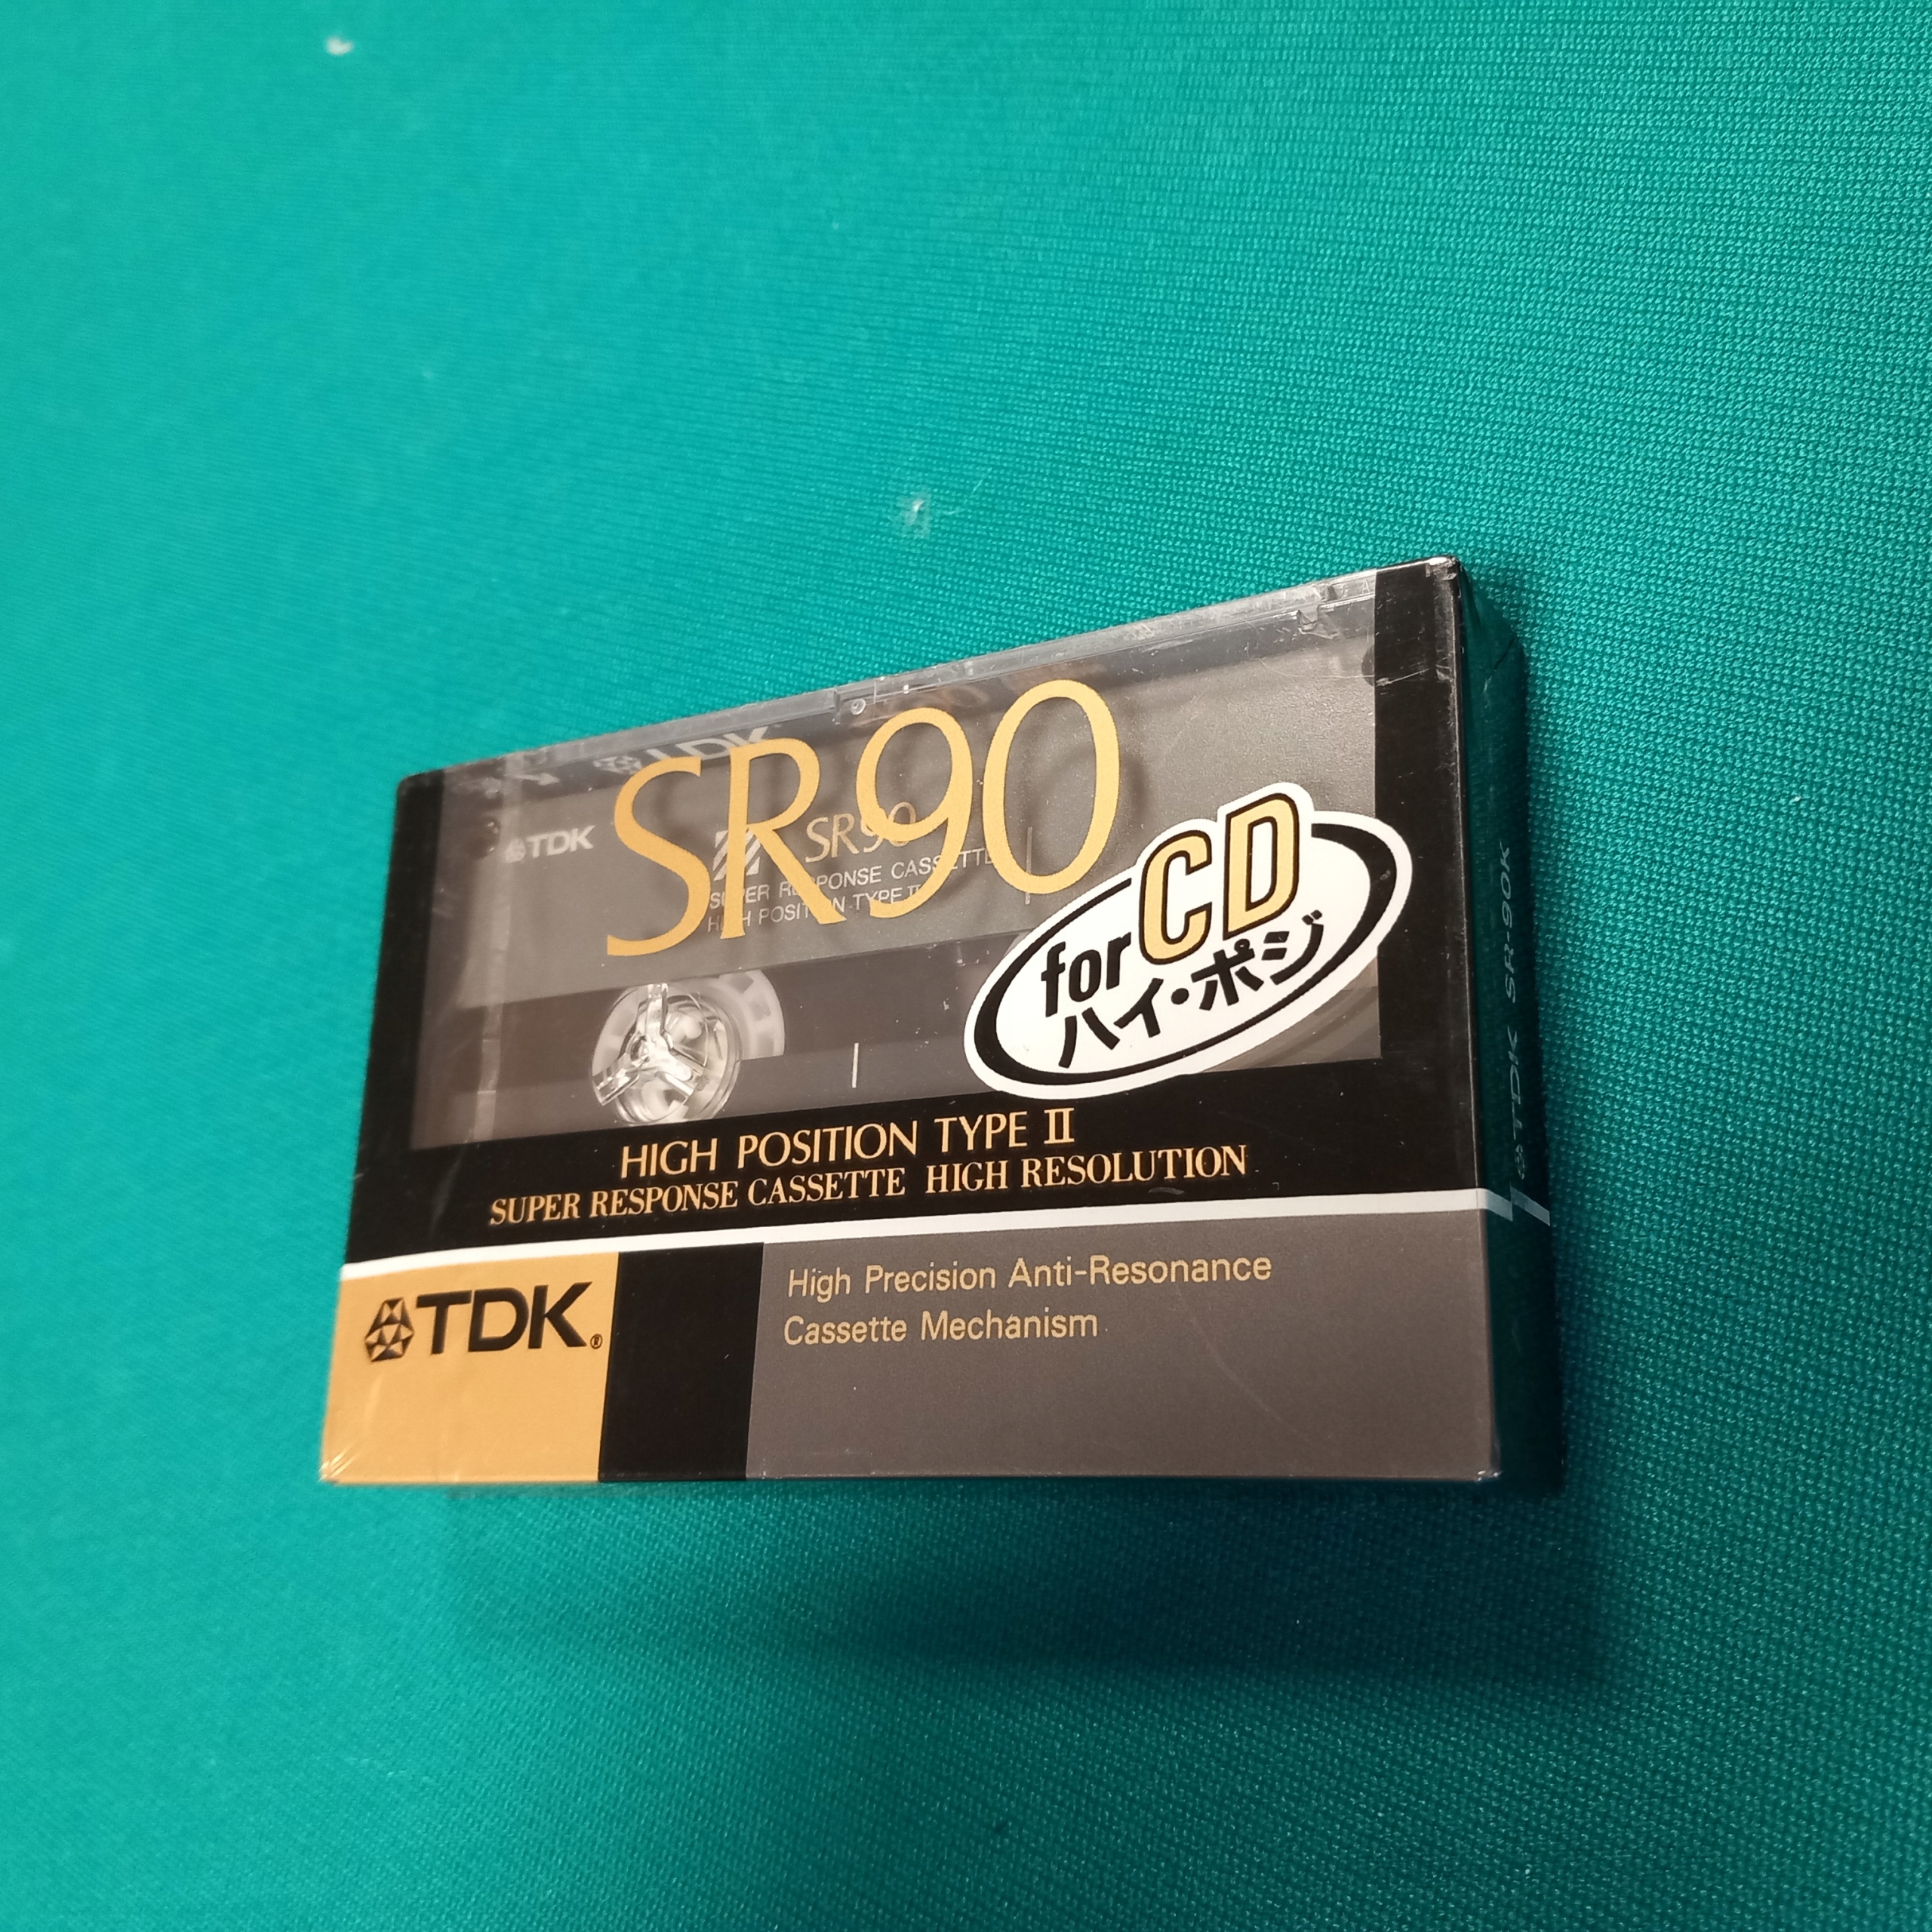 SR90
TDK
SR90
SUPER RESPONSE CASSETTE
HIGH POSITION TYPE II
for CD
ハイ・ポジ
HIGH POSITION TYPE II
SUPER RESPONSE CASSETTE HIGH RESOLUTION
TDK®
High Precision Anti-Resonance
Cassette Mechanism
TDK SR-90K